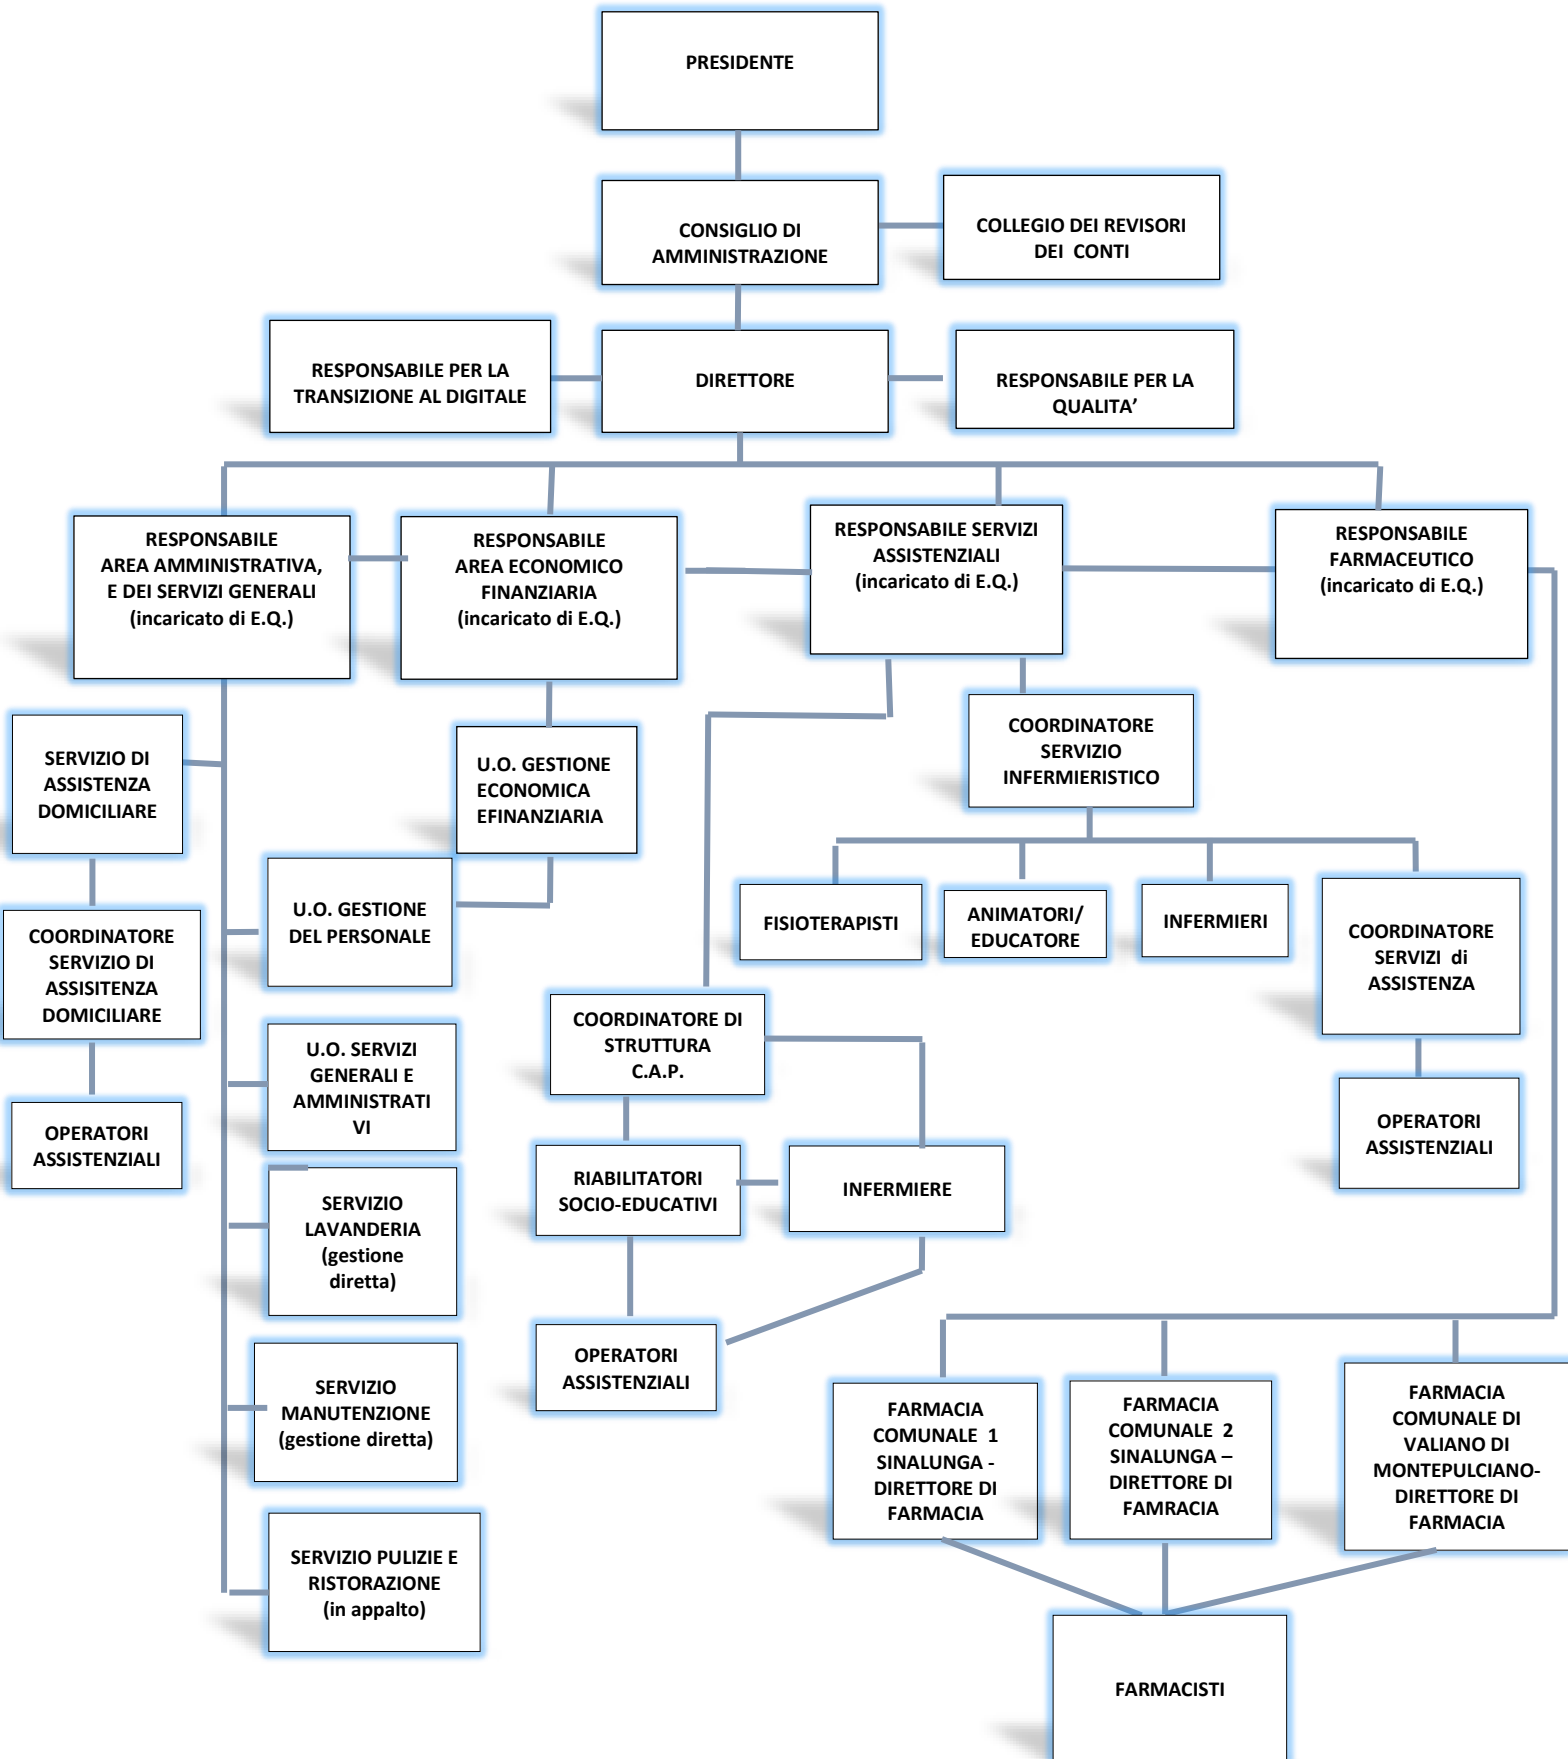 PRESIDENTE
CONSIGLIO DI
AMMINISTRAZIONE
COLLEGIO DEI REVISORI
DEI CONTI
RESPONSABILE PER LA
TRANSIZIONE AL DIGITALE
DIRETTORE
RESPONSABILE PER LA
QUALITA’
RESPONSABILE
AREA AMMINISTRATIVA,
E DEI SERVIZI GENERALI
(incaricato di E.Q.)
RESPONSABILE
AREA ECONOMICO
FINANZIARIA
(incaricato di E.Q.)
RESPONSABILE SERVIZI
ASSISTENZIALI
(incaricato di E.Q.)
RESPONSABILE
FARMACEUTICO
(incaricato di E.Q.)
SERVIZIO DI
ASSISTENZA
DOMICILIARE
U.O. GESTIONE
ECONOMICA
EFINANZIARIA
COORDINATORE
SERVIZIO
INFERMIERISTICO
U.O. GESTIONE
DEL PERSONALE
FISIOTERAPISTI
ANIMATORI/
EDUCATORE
INFERMIERI
COORDINATORE
SERVIZI di
ASSISTENZA
COORDINATORE
SERVIZIO DI
ASSISITENZA
DOMICILIARE
COORDINATORE DI
STRUTTURA
C.A.P.
U.O. SERVIZI
GENERALI E
AMMINISTRATI
VI
OPERATORI
ASSISTENZIALI
OPERATORI
ASSISTENZIALI
RIABILITATORI
SOCIO-EDUCATIVI
INFERMIERE
SERVIZIO
LAVANDERIA
(gestione
diretta)
OPERATORI
ASSISTENZIALI
SERVIZIO
MANUTENZIONE
(gestione diretta)
FARMACIA
COMUNALE 1
SINALUNGA -
DIRETTORE DI
FARMACIA
FARMACIA
COMUNALE 2
SINALUNGA –
DIRETTORE DI
FAMRACIA
FARMACIA
COMUNALE DI
VALIANO DI
MONTEPULCIANO-
DIRETTORE DI
FARMACIA
SERVIZIO PULIZIE E
RISTORAZIONE
(in appalto)
FARMACISTI